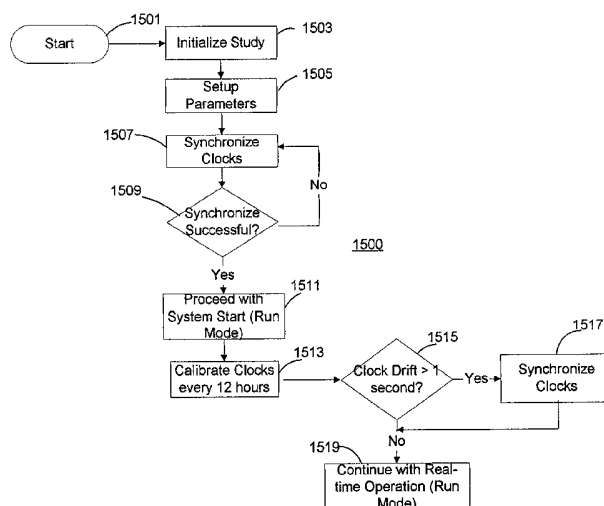 1501
Start
Initialize Study
1503
Setup
Parameters
1505
1507
Synchronize
Clocks
No
1509
Synchronize
Successful?
1500
Yes
Proceed with
System Start (Run
Mode)
1511
Calibrate Clocks
every 12 hours
1513
Clock Drift > 1
second?
1515
Yes
1517
Synchronize
Clocks
No
1519
Continue with Real-
time Operation (Run
Mode)